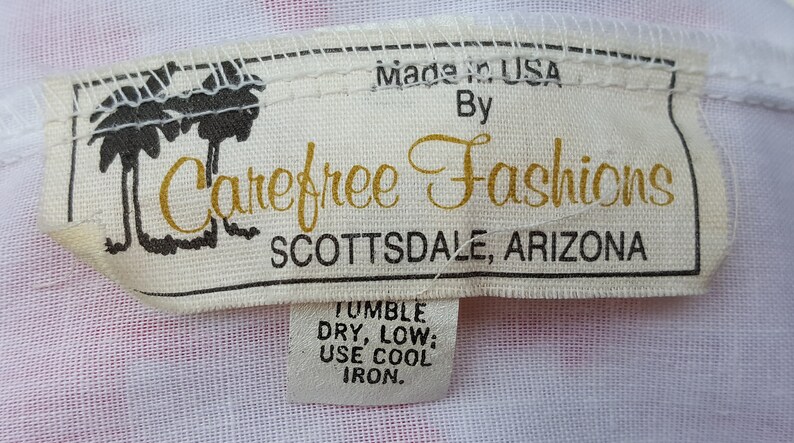 Made in USA
By
Carefree Fashions
SCOTTSDALE, ARIZONA
TUMBLE
DRY, LOW;
USE COOL
IRON.